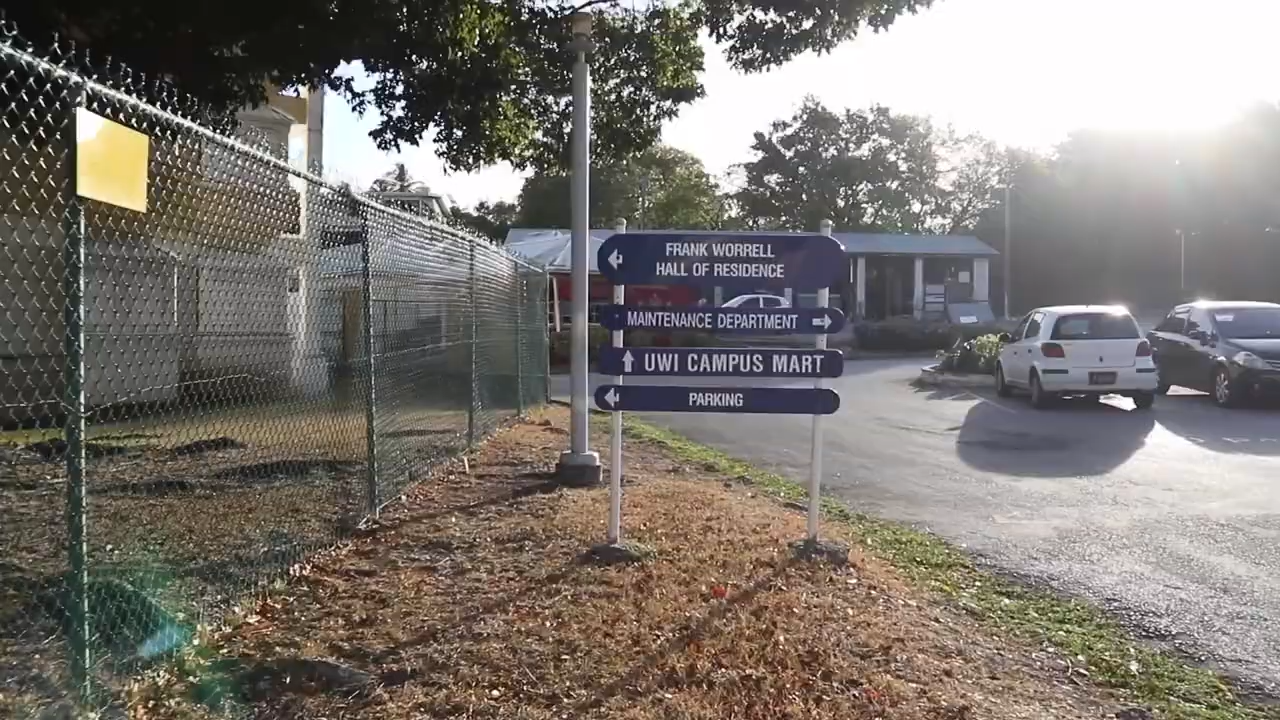 FRANK WORRELL
HALL OF RESIDENCE
MAINTENANCE DEPARTMENT
UWI CAMPUS MART
PARKING